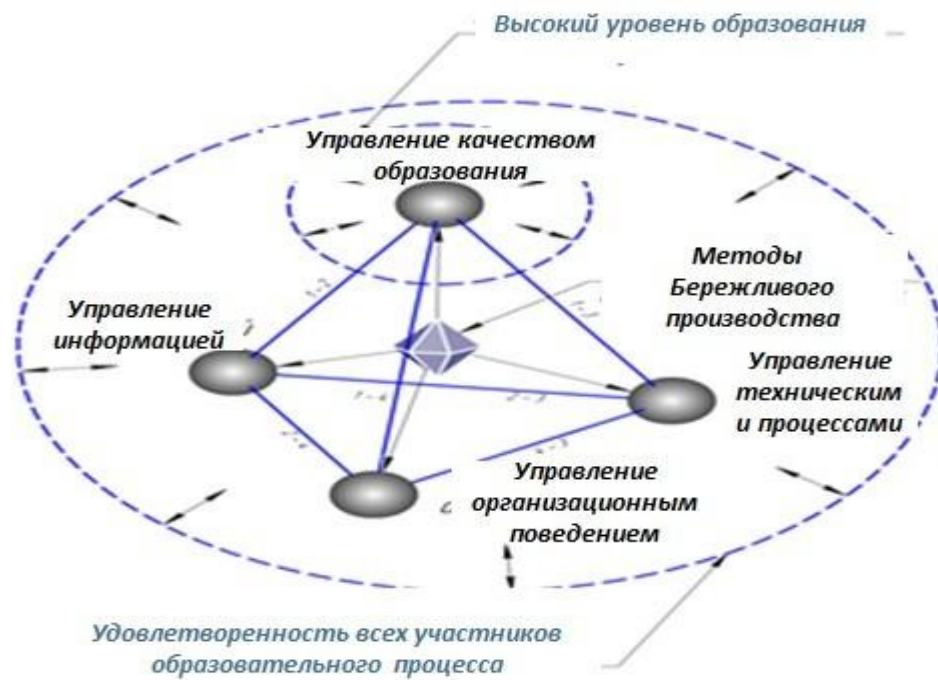 Высокий уровень образования
Управление качеством
образования
Методы
Бережливого
производства
Управление
информацией
Управление
техническим
и процессами
Управление
организационным
поведением
Удовлетворенность всех участников
образовательного процесса